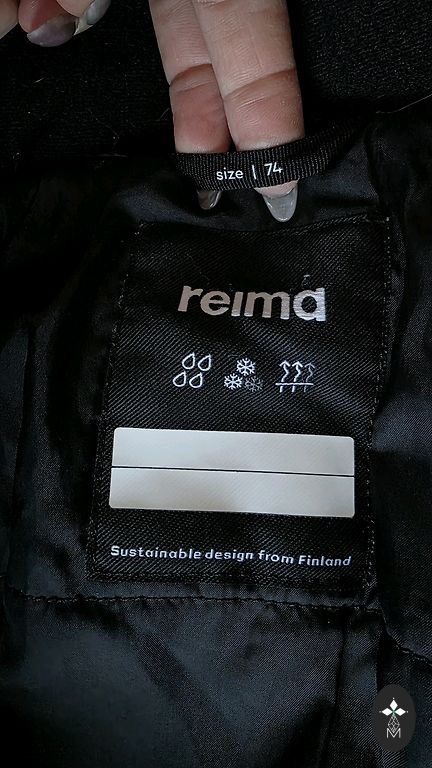 size | 74
reima
Sustainable design from Finland